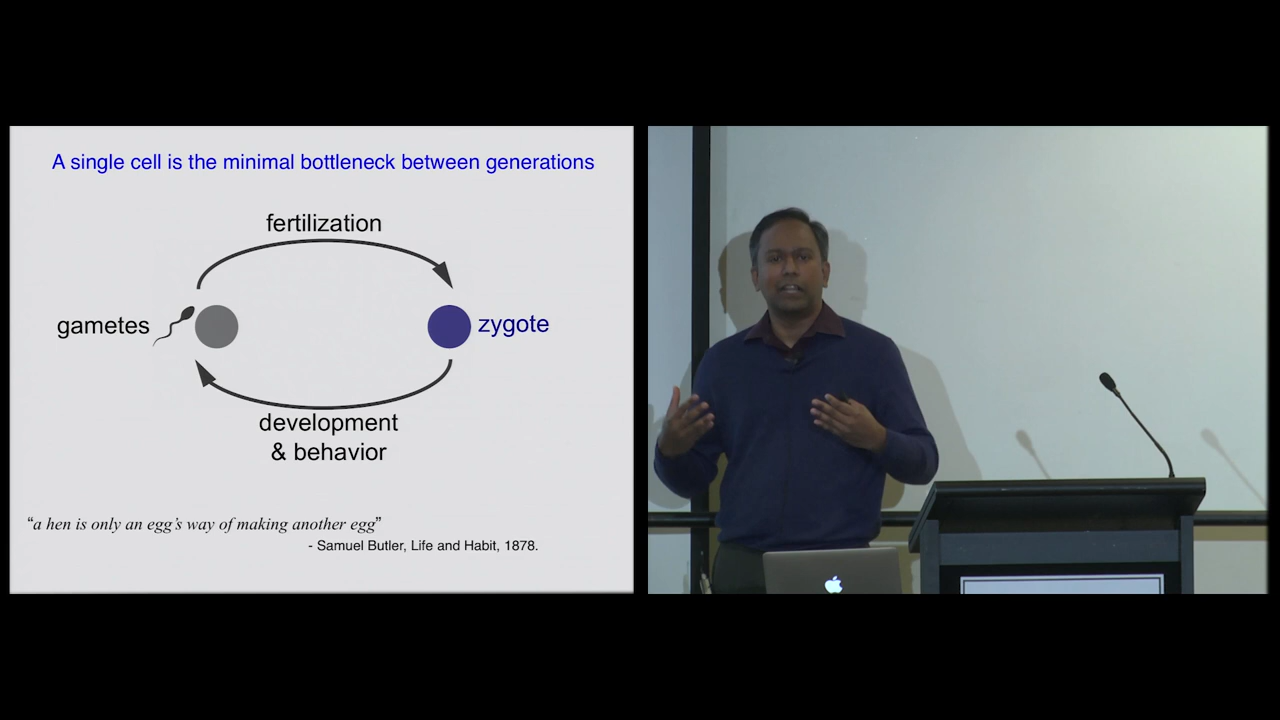 A single cell is the minimal bottleneck between generations
fertilization
gametes
zygote
development
& behavior
“a hen is only an egg’s way of making another egg”
- Samuel Butler, Life and Habit, 1878.